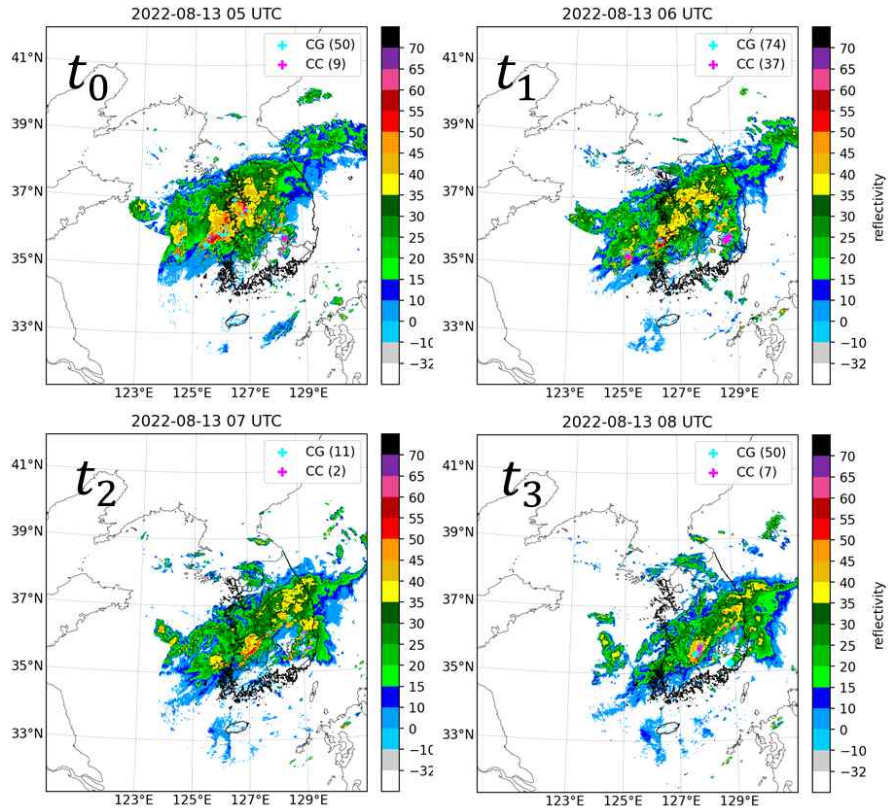 2022-08-13 05 UTC
t0
CG (50)
CC (9)
41°N
39°N
37°N
35°N
33°N
123°E 125°E 127°E 129°E
70
65
60
55
50
45
40
35
30
25
20
15
10
0
−10
−32
2022-08-13 06 UTC
t1
CG (74)
CC (37)
41°N
39°N
37°N
35°N
33°N
123°E 125°E 127°E 129°E
70
65
60
55
50
45
40
35
30
25
20
15
10
0
−10
−32
reflectivity
2022-08-13 07 UTC
t2
CG (11)
CC (2)
41°N
39°N
37°N
35°N
33°N
123°E 125°E 127°E 129°E
70
65
60
55
50
45
40
35
30
25
20
15
10
0
−10
−32
2022-08-13 08 UTC
t3
CG (50)
CC (7)
41°N
39°N
37°N
35°N
33°N
123°E 125°E 127°E 129°E
70
65
60
55
50
45
40
35
30
25
20
15
10
0
−10
−32
reflectivity